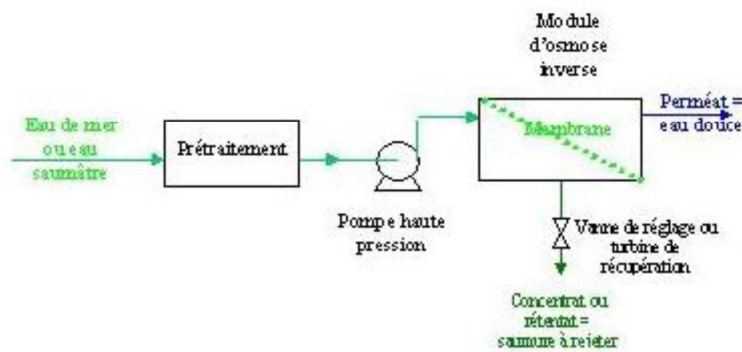 Module
d'osmose
inverse
Eau de mer
ou eau
saumâtre
Prétraitement
Pompe haute
pression
Membrane
Perméat =
eau douce
Vanne de réglage ou
turbine de
récupération
Concentrat ou
rétentat =
saumure à rejeter